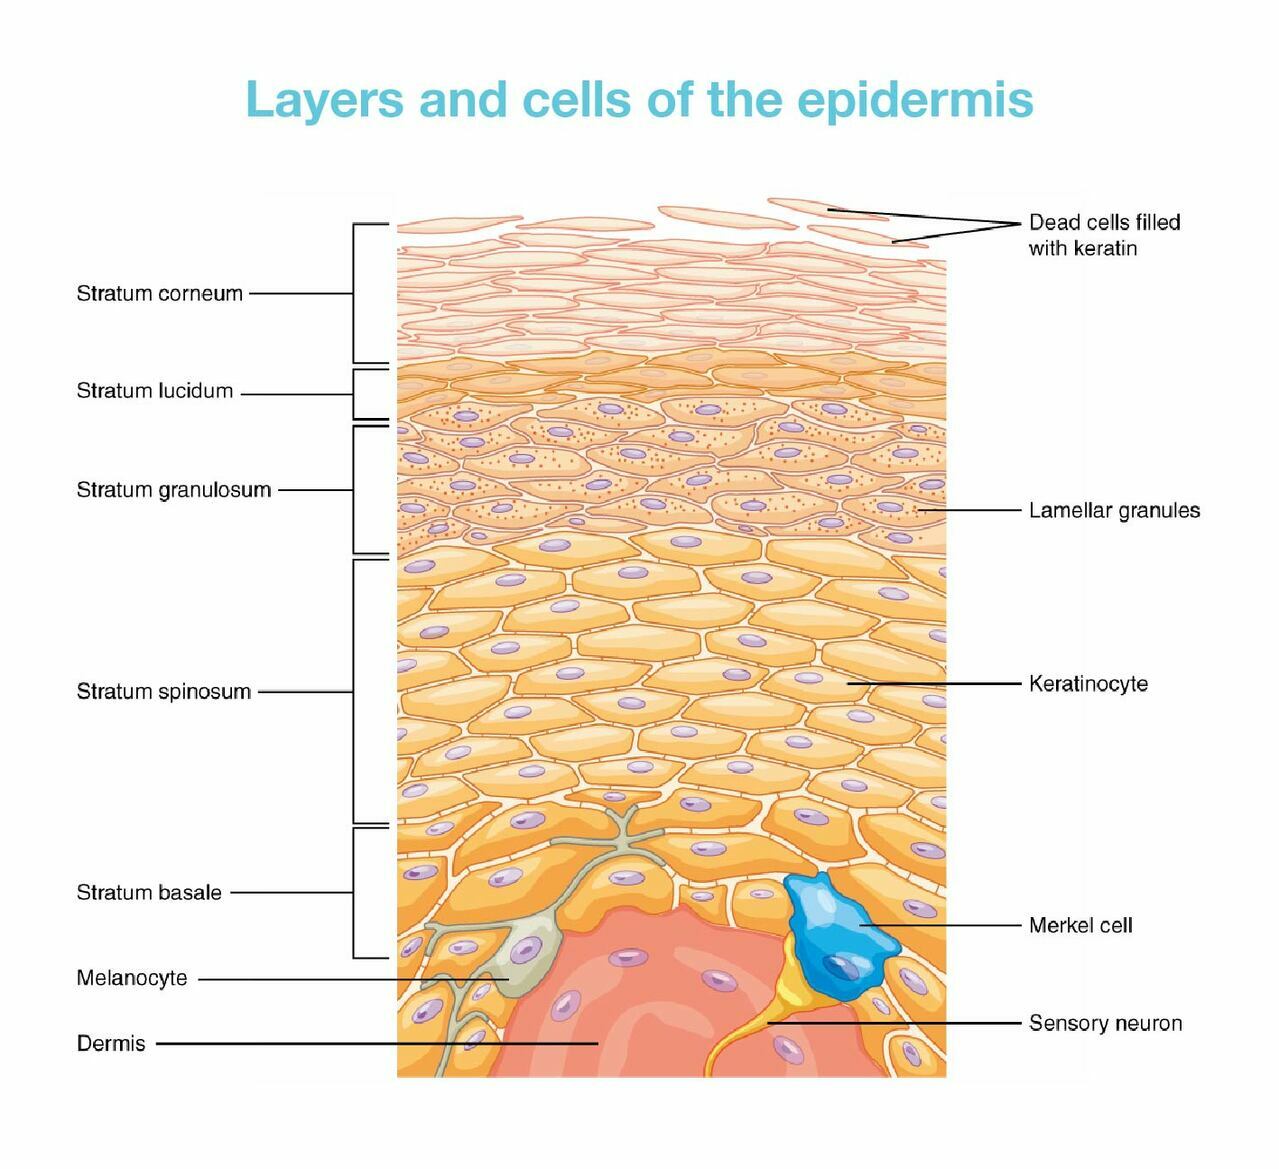 Layers and cells of the epidermis
Dead cells filled
with keratin
Stratum corneum
Stratum lucidum
Stratum granulosum
Lamellar granules
Stratum spinosum
Keratinocyte
Stratum basale
Merkel cell
Melanocyte
Sensory neuron
Dermis